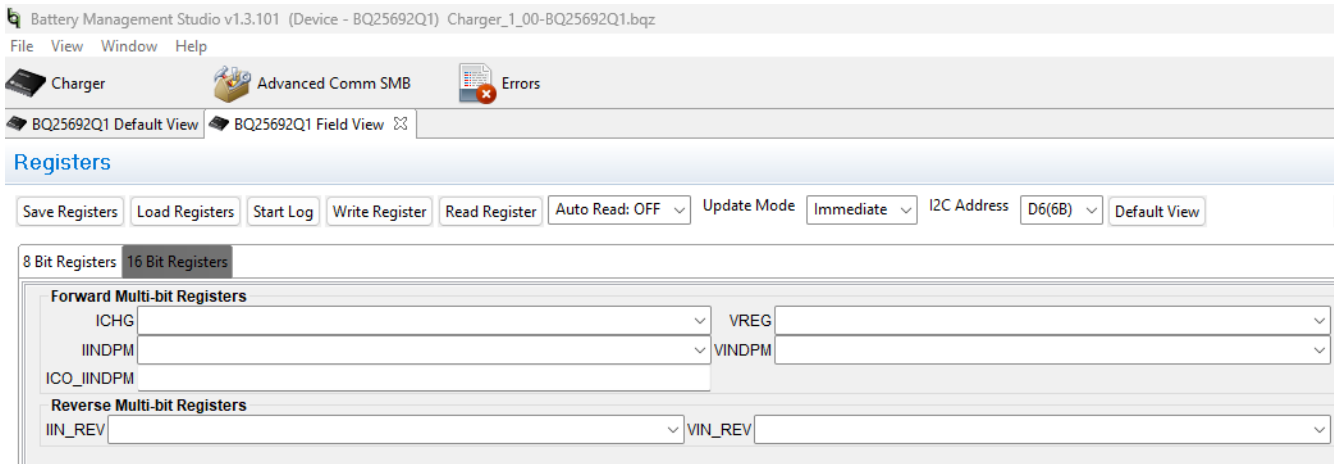 Battery Management Studio v1.3.101 (Device - BQ25692Q1) Charger_1_00-BQ25692Q1.bqz
File View Window Help
Charger Advanced Comm SMB Errors
BQ25692Q1 Default View BQ25692Q1 Field View
Registers
Save Registers Load Registers Start Log Write Register Read Register Auto Read: OFF Update Mode Immediate I2C Address D6(6B) Default View
8 Bit Registers 16 Bit Registers
Forward Multi-bit Registers
ICHG VREG
IINDPM VINDPM
ICO_IINDPM
Reverse Multi-bit Registers
IIN_REV VIN_REV